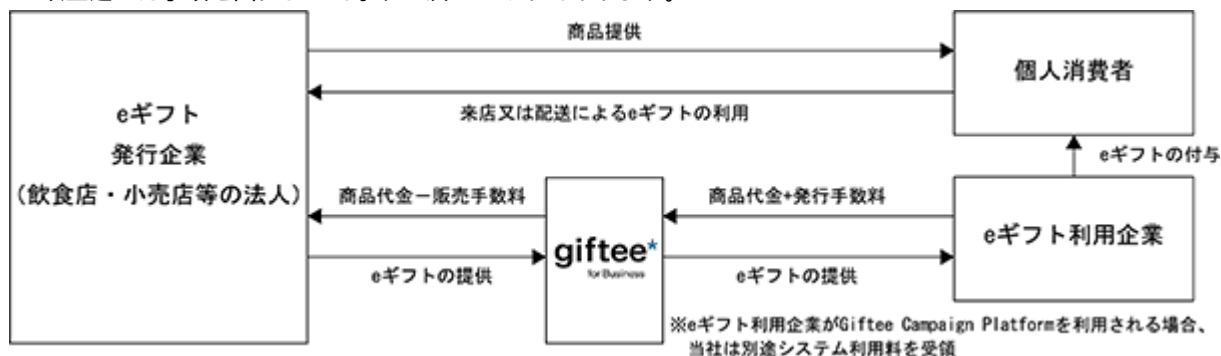 商品提供
個人消費者
来店又は配送によるeギフトの利用
eギフト
発行企業
(飲食店・小売店等の法人)
eギフトの付与
商品代金－販売手数料
商品代金+発行手数料
giftee*
for Business
eギフト利用企業
eギフトの提供
eギフトの提供
※eギフト利用企業がGiftee Campaign Platformを利用される場合、
当社は別途システム利用料を受領